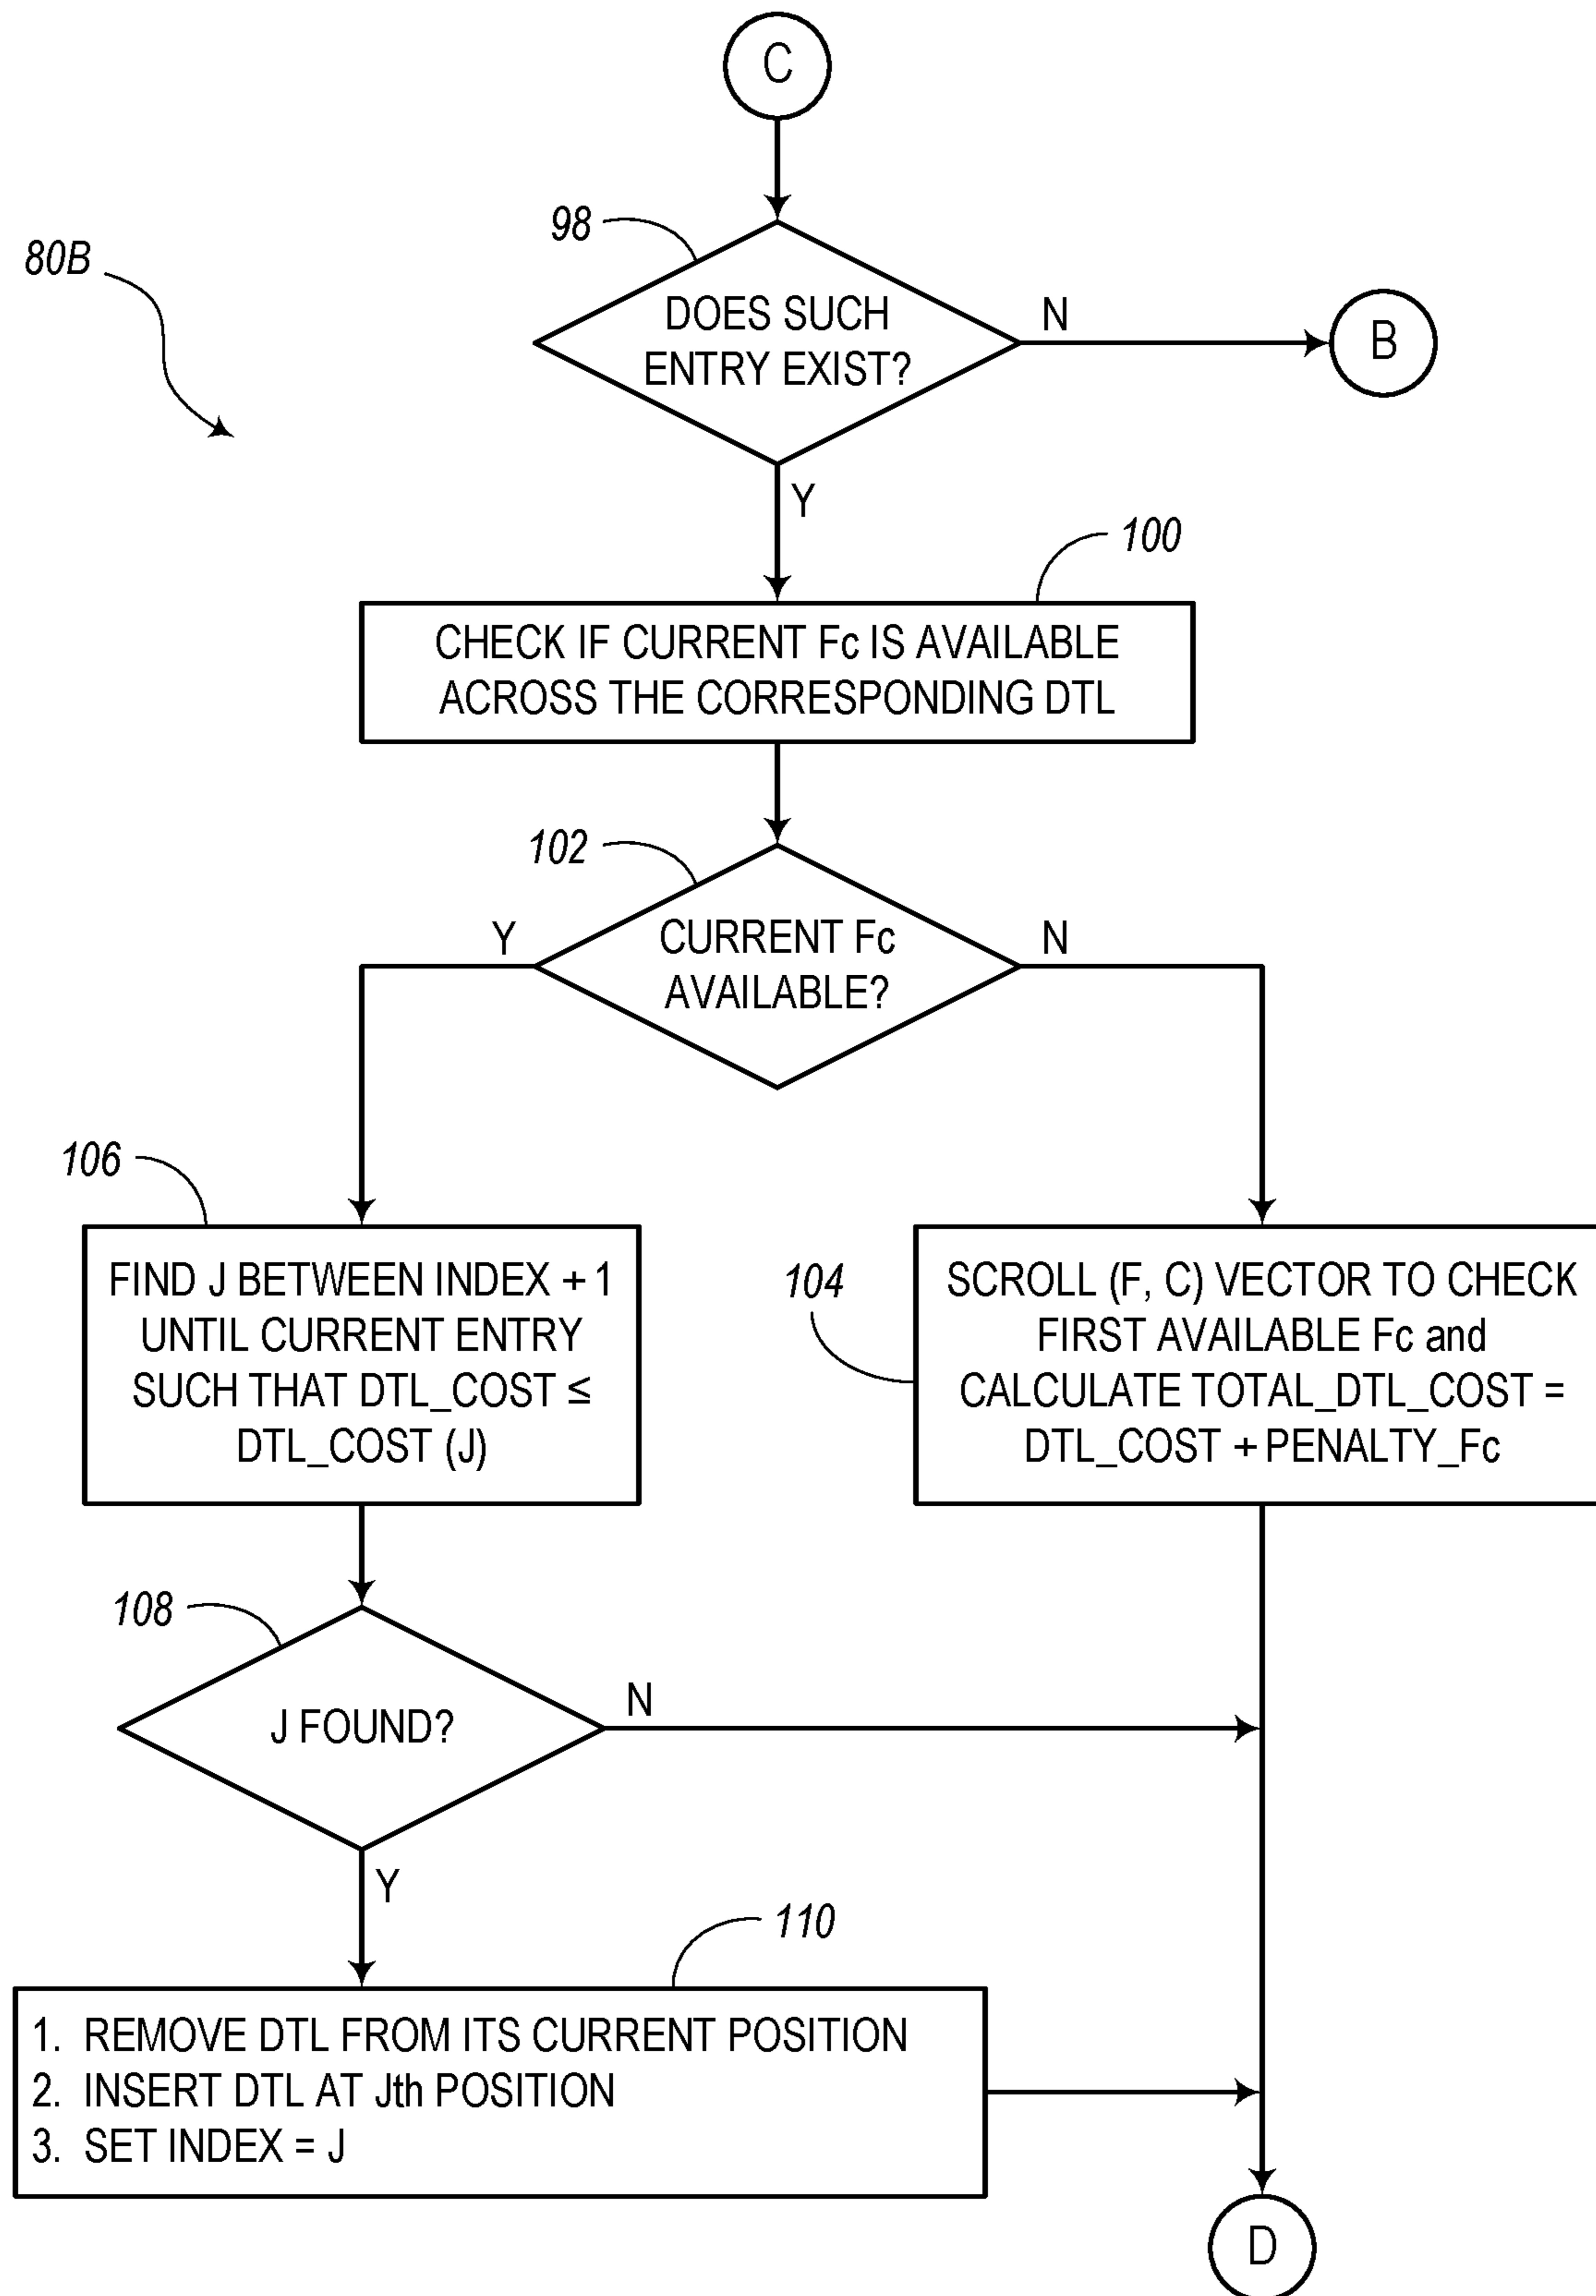 C
98
80B
DOES SUCH
ENTRY EXIST?
N
B
Y
100
CHECK IF CURRENT Fc IS AVAILABLE
ACROSS THE CORRESPONDING DTL
102
Y
CURRENT Fc
AVAILABLE?
N
106
FIND J BETWEEN INDEX + 1
UNTIL CURRENT ENTRY
SUCH THAT DTL_COST ≤
DTL_COST (J)
104
SCROLL (F, C) VECTOR TO CHECK
FIRST AVAILABLE Fc and
CALCULATE TOTAL_DTL_COST =
DTL_COST + PENALTY_Fc
108
J FOUND?
N
Y
110
1. REMOVE DTL FROM ITS CURRENT POSITION
2. INSERT DTL AT Jth POSITION
3. SET INDEX = J
D